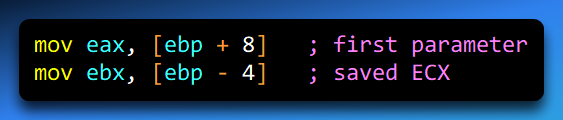 mov eax, [ebp + 8]   ; first parameter
mov ebx, [ebp - 4]   ; saved ECX